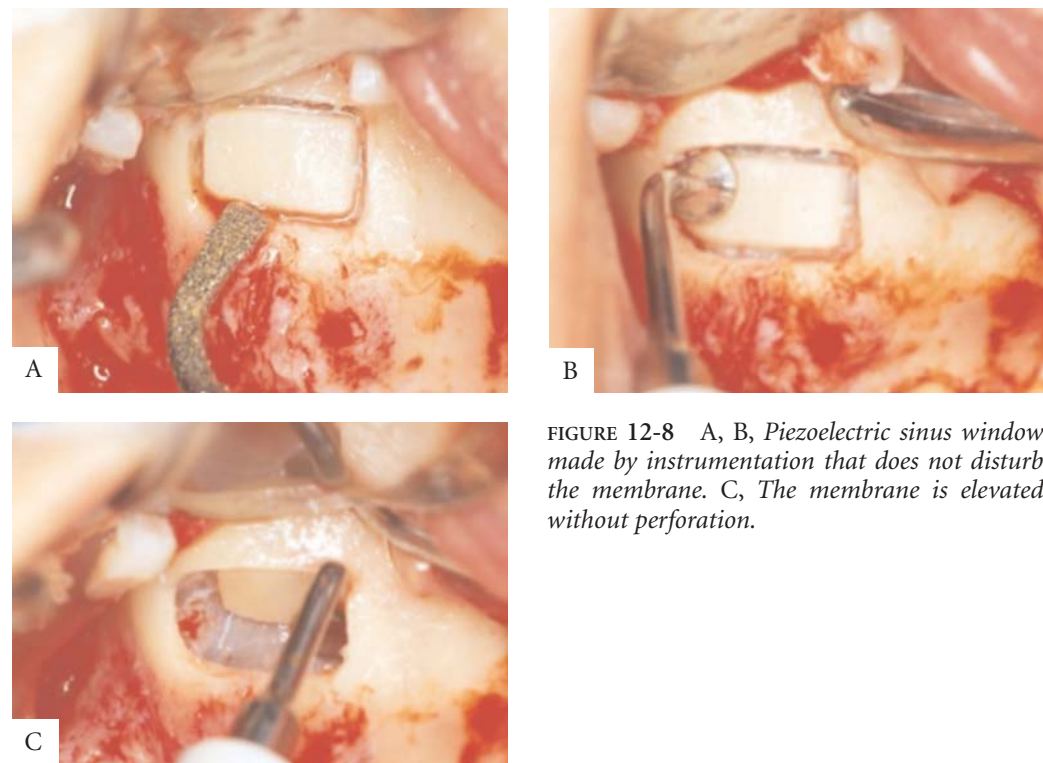 A
B
FIGURE 12-8 A, B, Piezoelectric sinus window
made by instrumentation that does not disturb
the membrane. C, The membrane is elevated
without perforation.
C